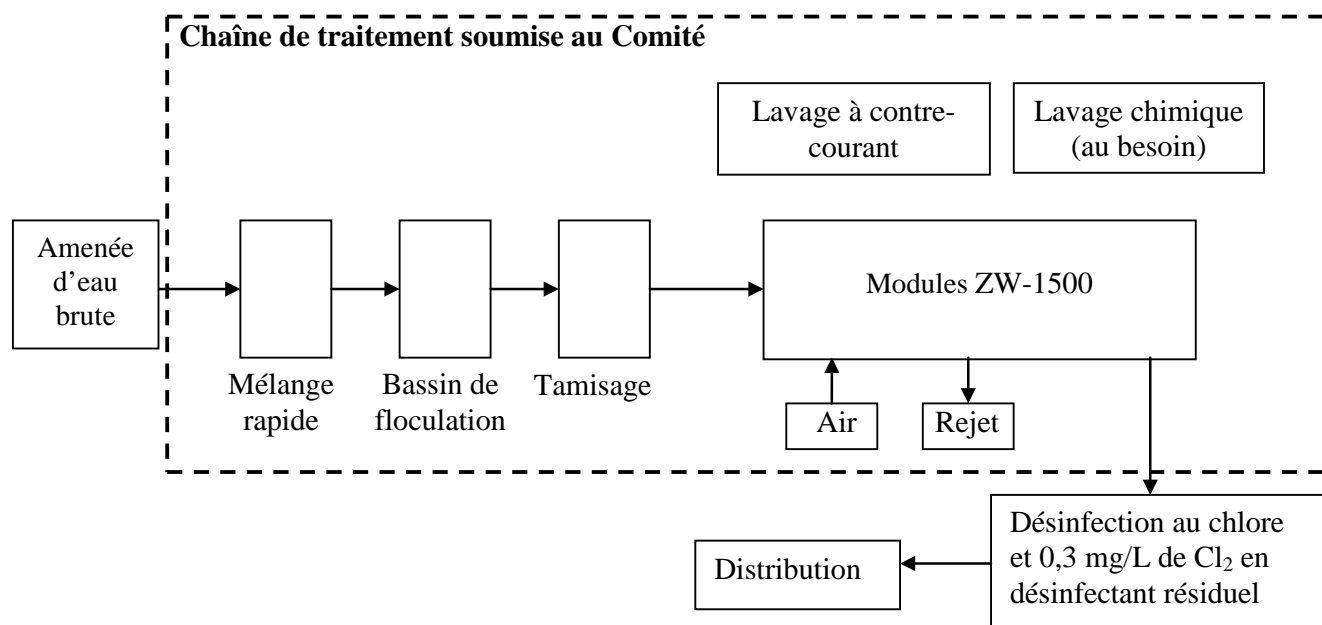 Chaîne de traitement soumise au Comité
Lavage à contre-
courant
Lavage chimique
(au besoin)
Amenée
d’eau
brute
Modules ZW-1500
Mélange
rapide
Bassin de
floculation
Tamisage
Air
Rejet
Désinfection au chlore
et 0,3 mg/L de Cl₂ en
désinfectant résiduel
Distribution